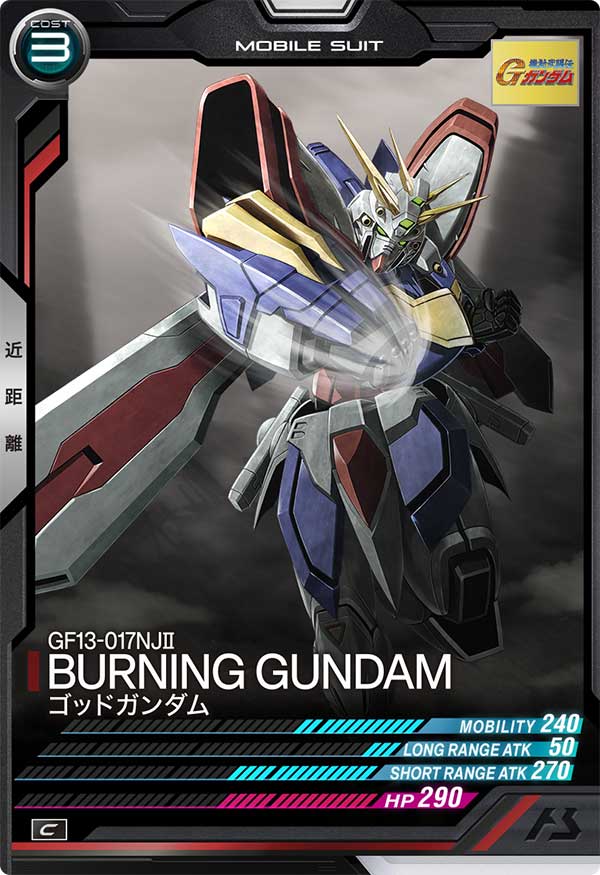 COST
3
MOBILE SUIT
機動武闘伝
Gガンダム
近距離
GF13-017NJII
BURNING GUNDAM
ゴッドガンダム
MOBILITY 240
LONG RANGE ATK 50
SHORT RANGE ATK 270
HP 290
C